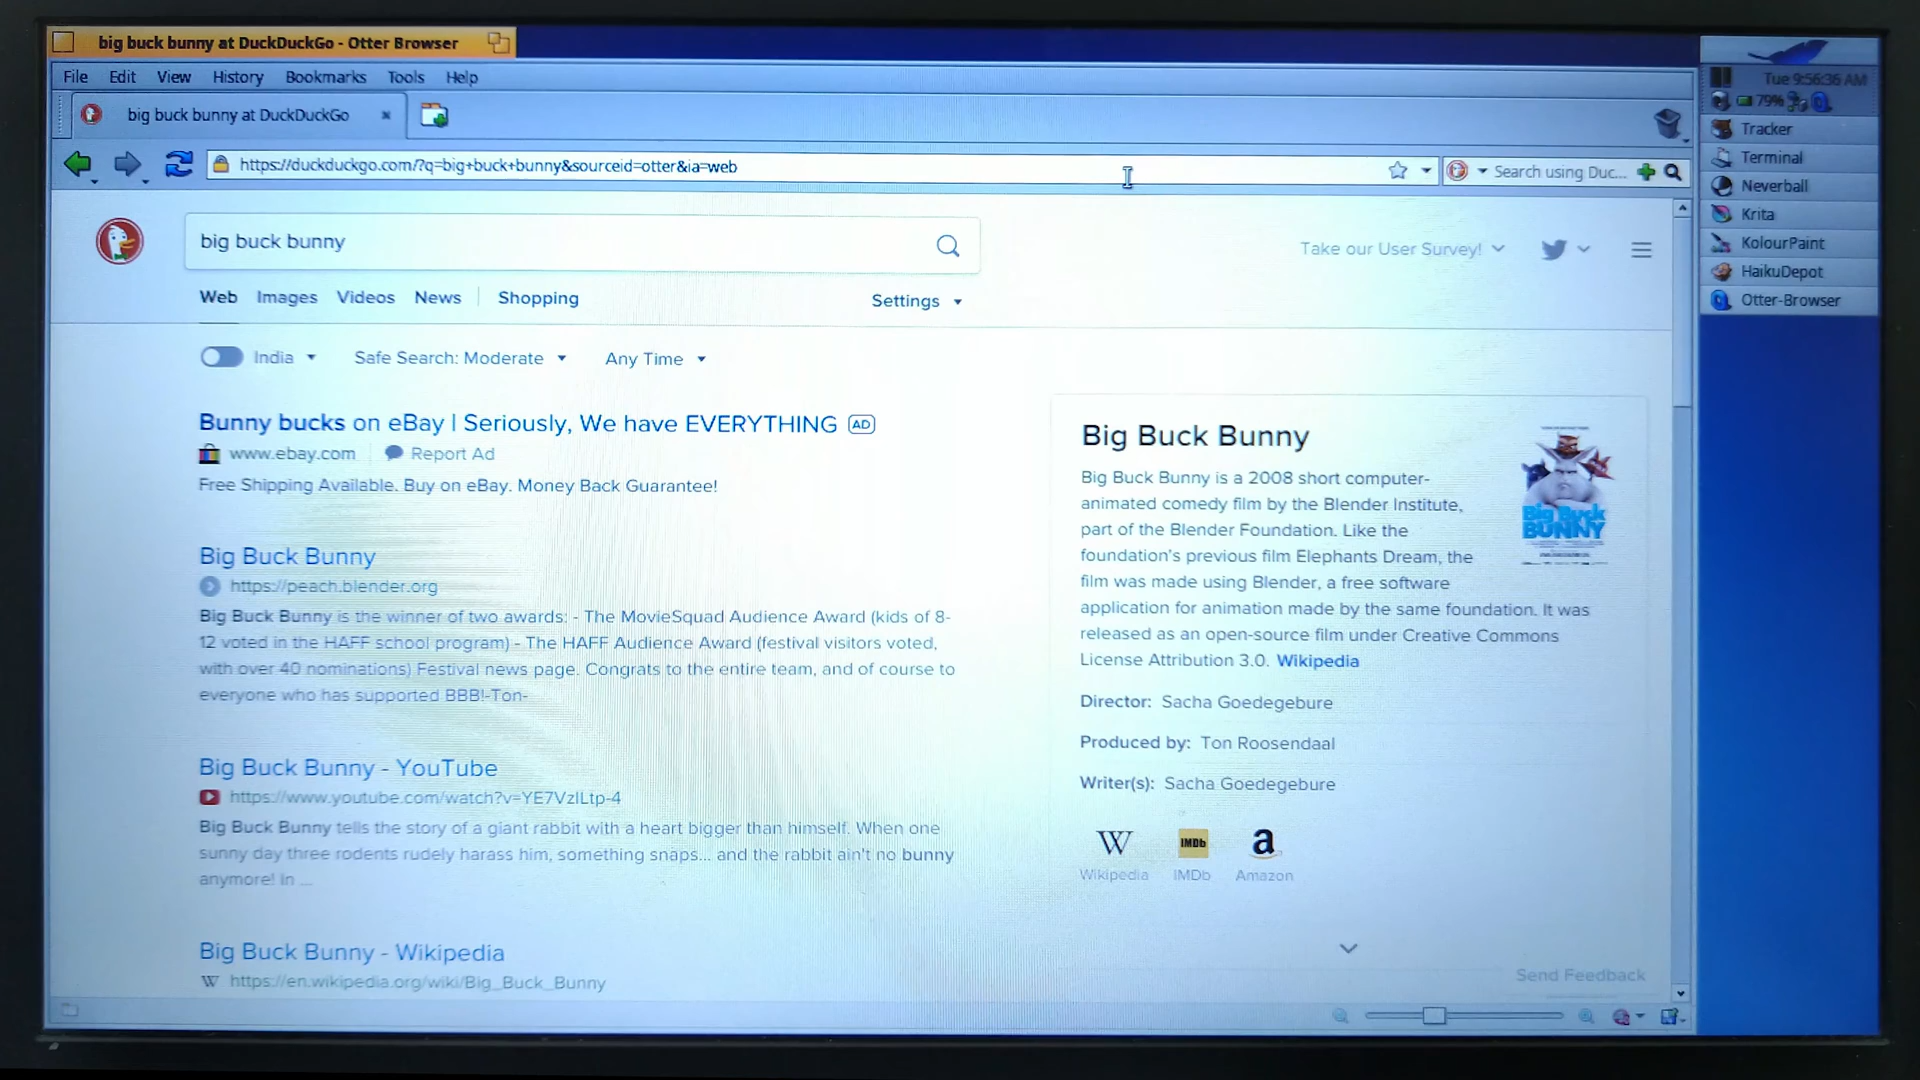 big buck bunny at DuckDuckGo - Otter Browser
File Edit View History Bookmarks Tools Help
big buck bunny at DuckDuckGo
https://duckduckgo.com/?q=big+buck+bunny&sourceid=otter&ia=web
Search using Duc...
big buck bunny
Take our User Survey!
Web Images Videos News Shopping
Settings
India Safe Search: Moderate Any Time
Bunny bucks on eBay | Seriously, We have EVERYTHING AD
www.ebay.com Report Ad
Free Shipping Available. Buy on eBay. Money Back Guarantee!
Big Buck Bunny
https://peach.blender.org
Big Buck Bunny is the winner of two awards: - The MovieSquad Audience Award (kids of 8-
12 voted in the HAFF school program) - The HAFF Audience Award (festival visitors voted,
with over 40 nominations) Festival news page. Congrats to the entire team, and of course to
everyone who has supported BBB!-Ton-
Big Buck Bunny - YouTube
https://www.youtube.com/watch?v=YE7VzlLtp-4
Big Buck Bunny tells the story of a giant rabbit with a heart bigger than himself. When one
sunny day three rodents rudely harass him, something snaps... and the rabbit ain't no bunny
anymore! In ...
Big Buck Bunny - Wikipedia
W https://en.wikipedia.org/wiki/Big_Buck_Bunny
Big Buck Bunny
Big Buck Bunny is a 2008 short computer-
animated comedy film by the Blender Institute,
part of the Blender Foundation. Like the
foundation's previous film Elephants Dream, the
film was made using Blender, a free software
application for animation made by the same foundation. It was
released as an open-source film under Creative Commons
License Attribution 3.0. Wikipedia
Big Buck
BUNNY
Director: Sacha Goedegebure
Produced by: Ton Roosendaal
Writer(s): Sacha Goedegebure
W IMDb a
Wikipedia IMDb Amazon
Send Feedback
Tue 9:56:36 AM
79%
Tracker
Terminal
Neverball
Krita
KolourPaint
HaikuDepot
Otter-Browser